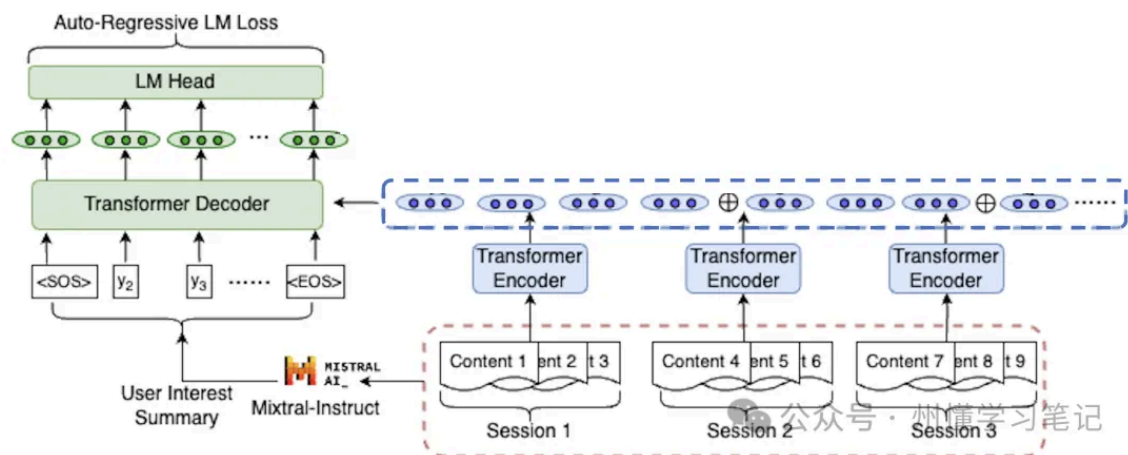 Auto-Regressive LM Loss
LM Head
...
Transformer Decoder
<SOS>
y2
y3
......
<EOS>
User Interest
Summary
MISTRAL
AI_
Mixtral-Instruct
⊕
⊕
......
Transformer
Encoder
Transformer
Encoder
Transformer
Encoder
Content 1
ent 2
t 3
Content 4
ent 5
t 6
Content 7
ent 8
t 9
Session 1
Session 2
Session 3
公众号 · 州懂学习笔记